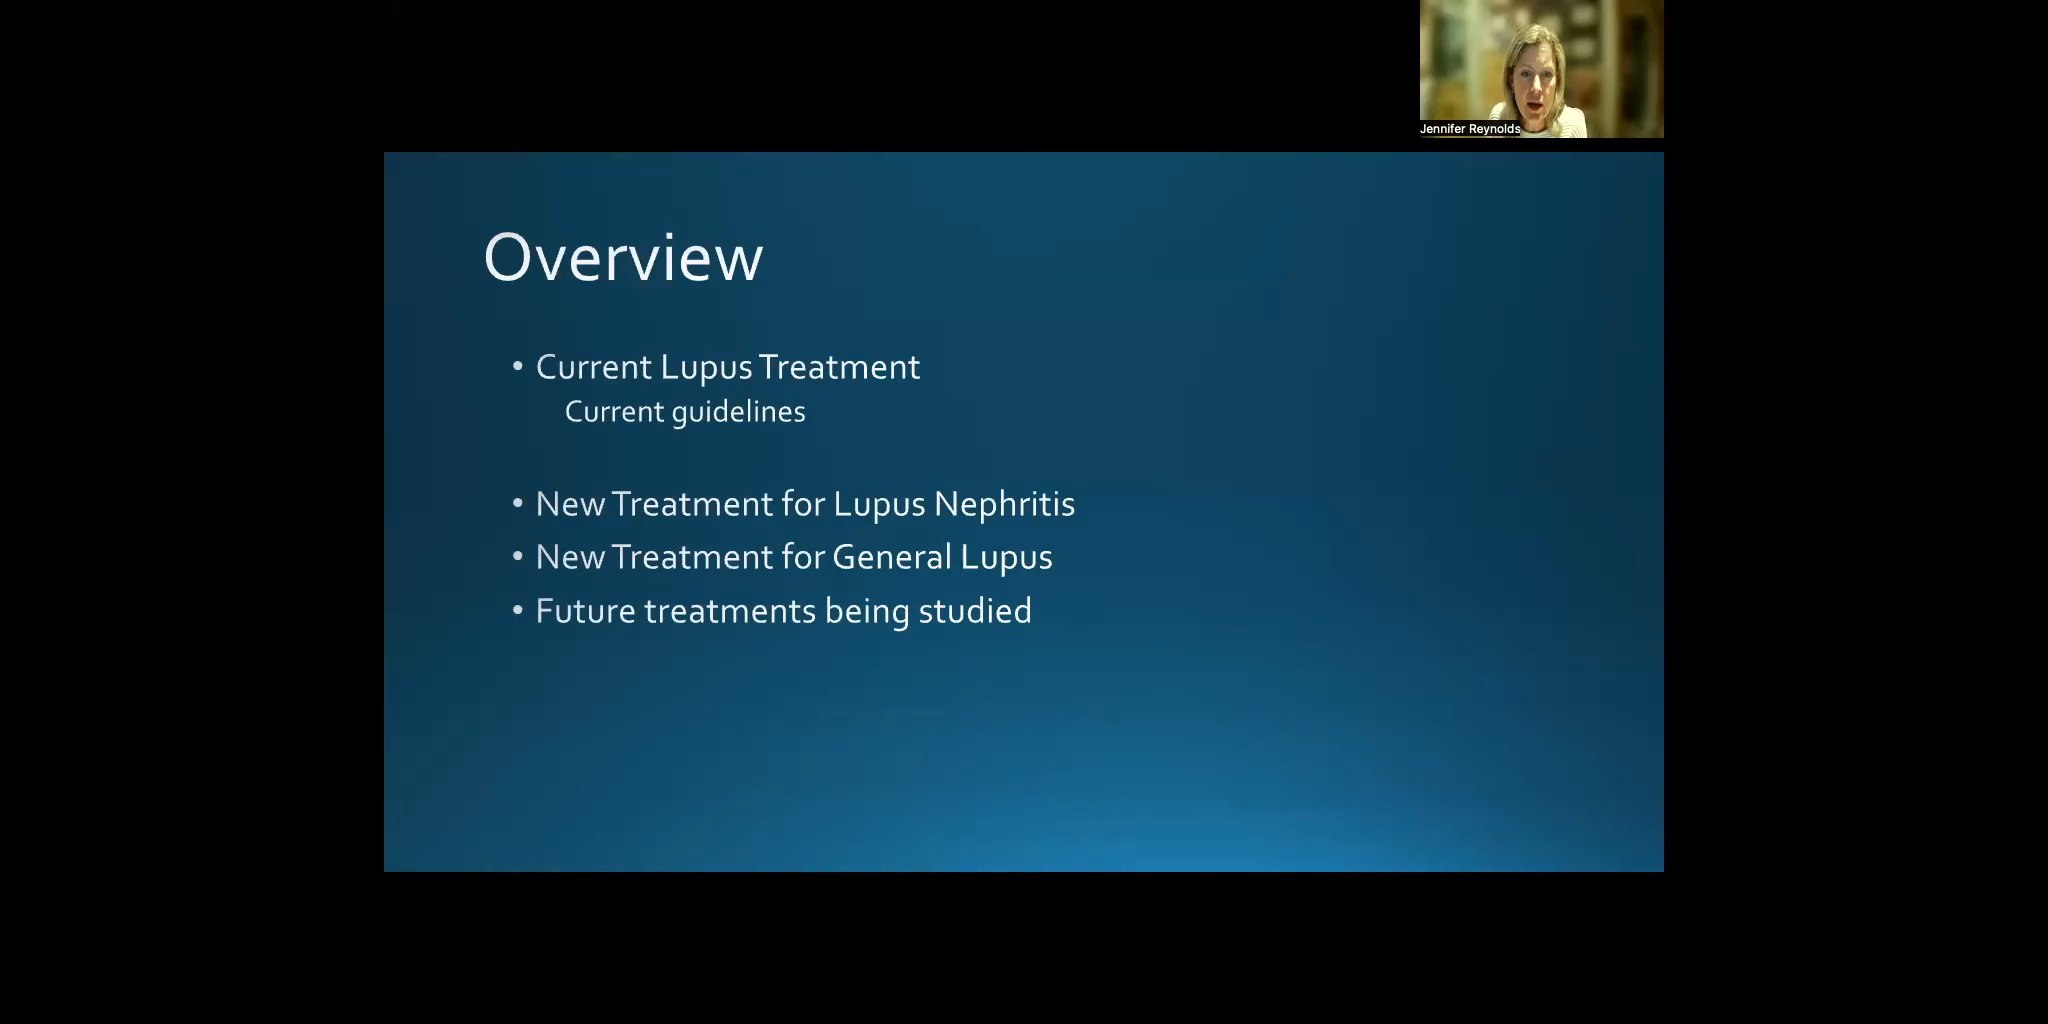 Jennifer Reynolds
Overview
• Current Lupus Treatment
Current guidelines
• New Treatment for Lupus Nephritis
• New Treatment for General Lupus
• Future treatments being studied